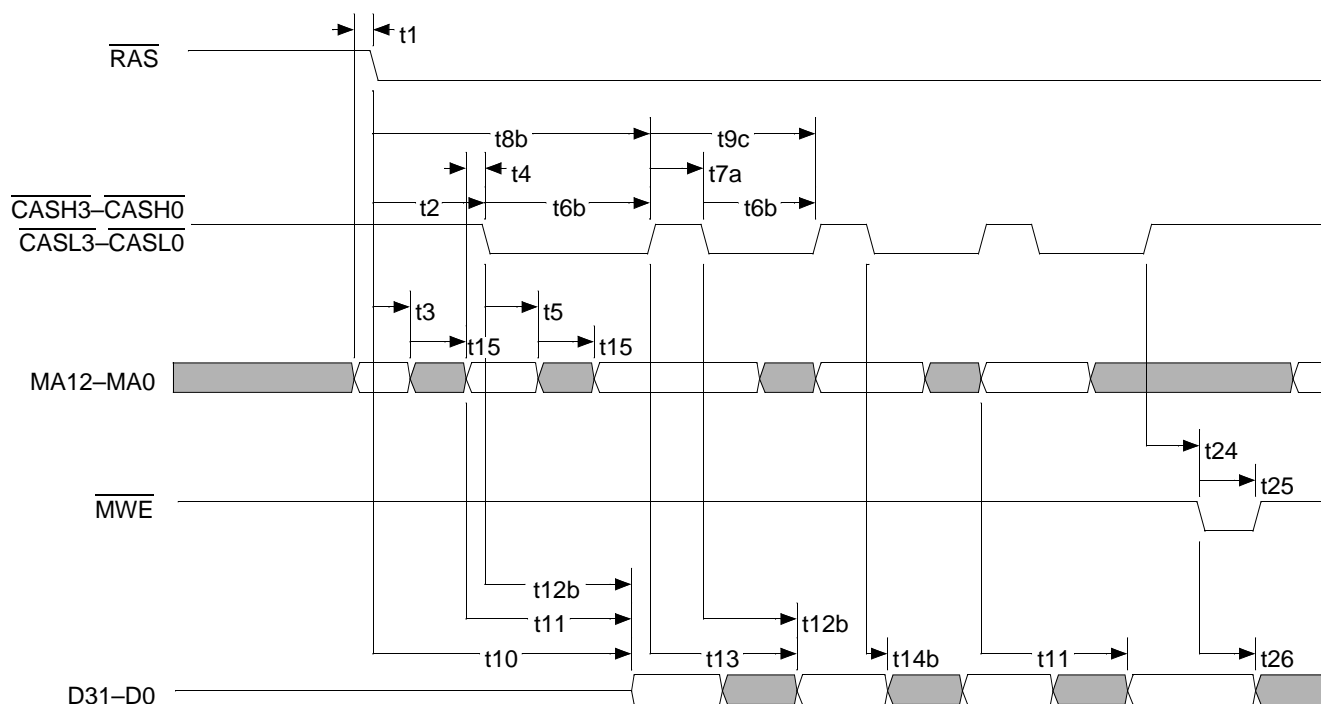 t1
RAS
t8b t9c
t4 t7a
CASH3–CASH0 t2 t6b t6b
CASL3–CASL0
t3 t5
t15 t15
MA12–MA0
t24
t25
MWE
t12b
t11 t12b
t10 t13 t14b t11 t26
D31–D0